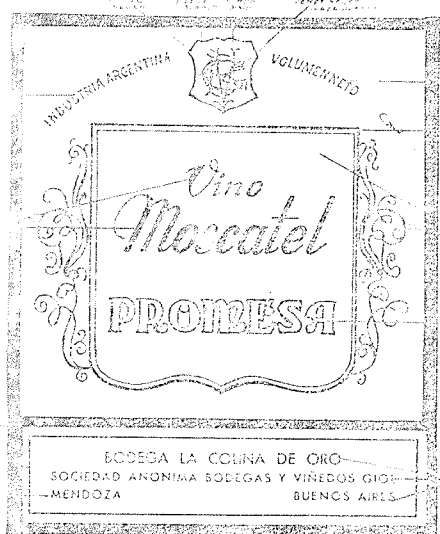 INDUSTRIA ARGENTINA
VOLUMEN NETO
Vino
Moscatel
PROMESA
BODEGA LA COLINA DE ORO
SOCIEDAD ANONIMA BODEGAS Y VIÑEDOS GIOL
MENDOZA
BUENOS AIRES